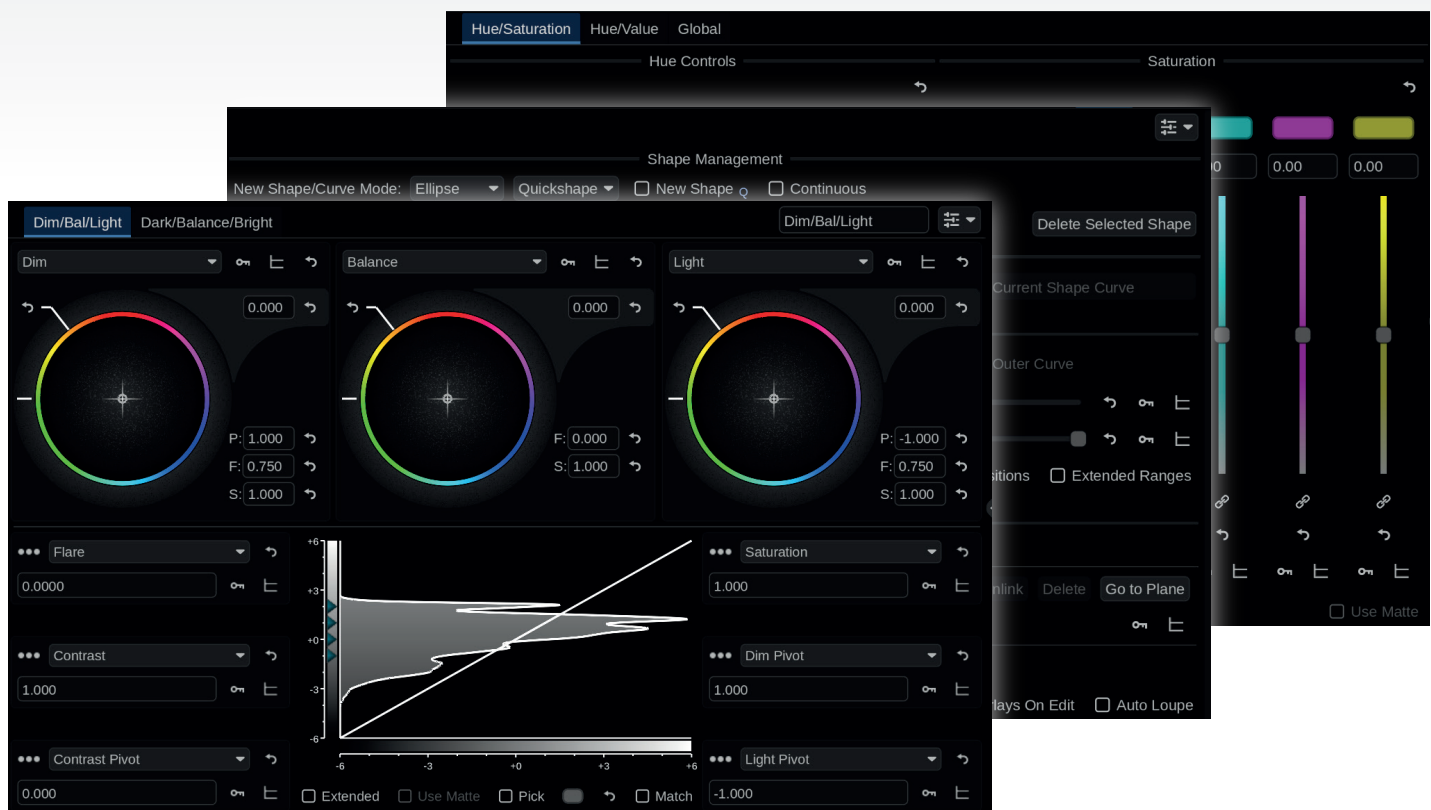 Hue/Saturation Hue/Value Global
Hue Controls Saturation
0.00 0.00
Use Matte
Shape Management
New Shape/Curve Mode: Ellipse Quickshape New Shape Q Continuous
Delete Selected Shape
Current Shape Curve
Outer Curve
Extended Ranges
Delete Go to Plane
On Edit Auto Loupe
Dim/Bal/Light Dark/Balance/Bright Dim/Bal/Light
Dim Balance Light
0.000 0.000 0.000
P: 1.000 P: -1.000
F: 0.750 F: 0.000 F: 0.750
S: 1.000 S: 1.000 S: 1.000
Flare +6 Saturation
0.0000 +3 1.000
+0
Contrast Dim Pivot
1.000 -3 1.000
-6
Contrast Pivot -6 -3 +0 +3 +6 Light Pivot
0.000 Extended Use Matte Pick Match -1.000